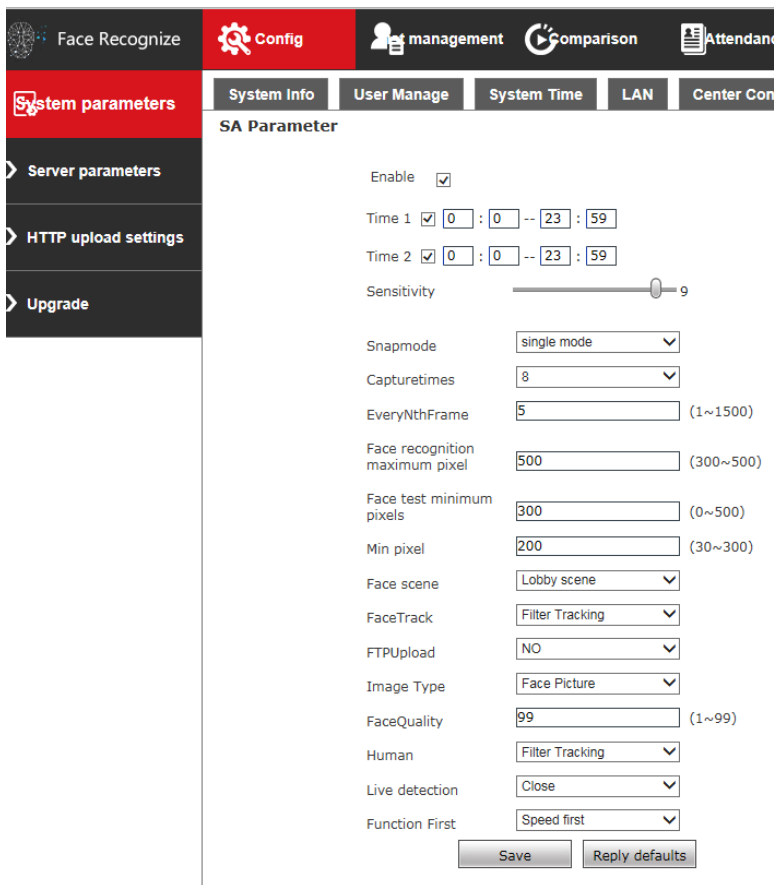 Face Recognize
Config
management
Comparison
Attendanc
System parameters
System Info
User Manage
System Time
LAN
Center Con
SA Parameter
Server parameters
HTTP upload settings
Upgrade
Enable
Time 1 0 : 0 -- 23 : 59
Time 2 0 : 0 -- 23 : 59
Sensitivity 9
Snapmode single mode
Capturetimes 8
EveryNthFrame 5 (1~1500)
Face recognition
maximum pixel 500 (300~500)
Face test minimum
pixels 300 (0~500)
Min pixel 200 (30~300)
Face scene Lobby scene
FaceTrack Filter Tracking
FTPUpload NO
Image Type Face Picture
FaceQuality 99 (1~99)
Human Filter Tracking
Live detection Close
Function First Speed first
Save
Reply defaults